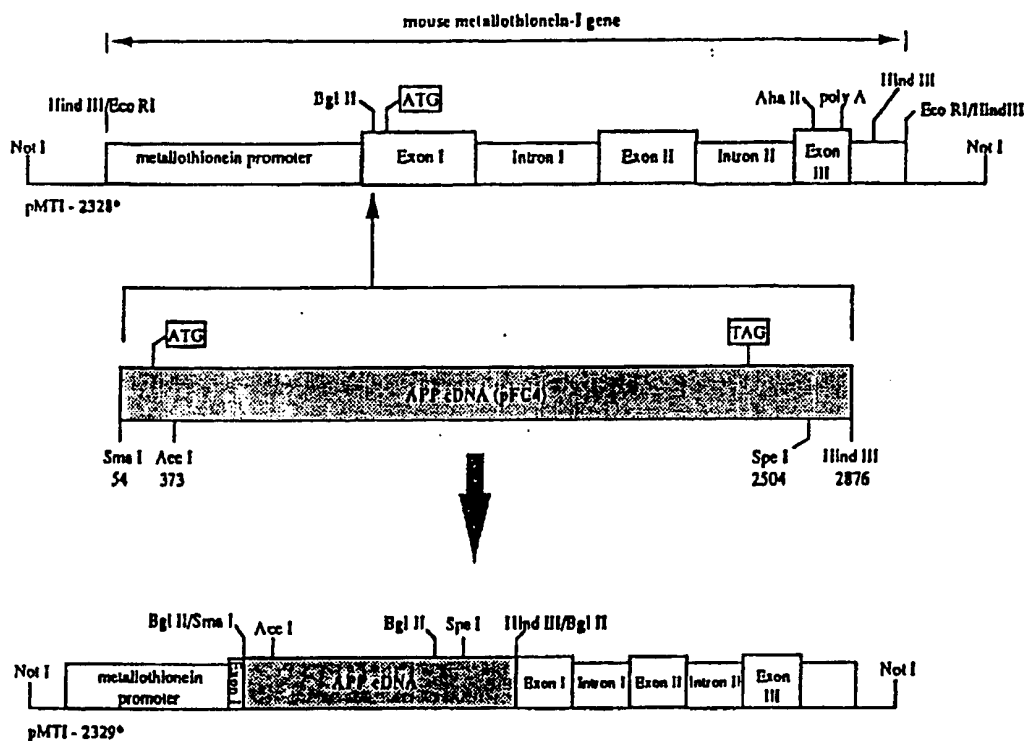 mouse metallothionein-I gene
Hind III/Eco RI
Bgl II
ATG
Aha II
poly A
Hind III
Eco RI/HindIII
Not I
metallothionein promoter
Exon I
Intron I
Exon II
Intron II
Exon
III
Not I
pMTI - 2328*
ATG
TAG
APP cDNA (pFC4)
Sma I
54
Acc I
373
Spe I
2504
Hind III
2876
Bgl II/Sma I
Acc I
Bgl II
Spe I
Hind III/Bgl II
Not I
metallothionein
promoter
Exon I
APP cDNA
Exon I
Intron I
Exon II
Intron II
Exon
III
Not I
pMTI - 2329*